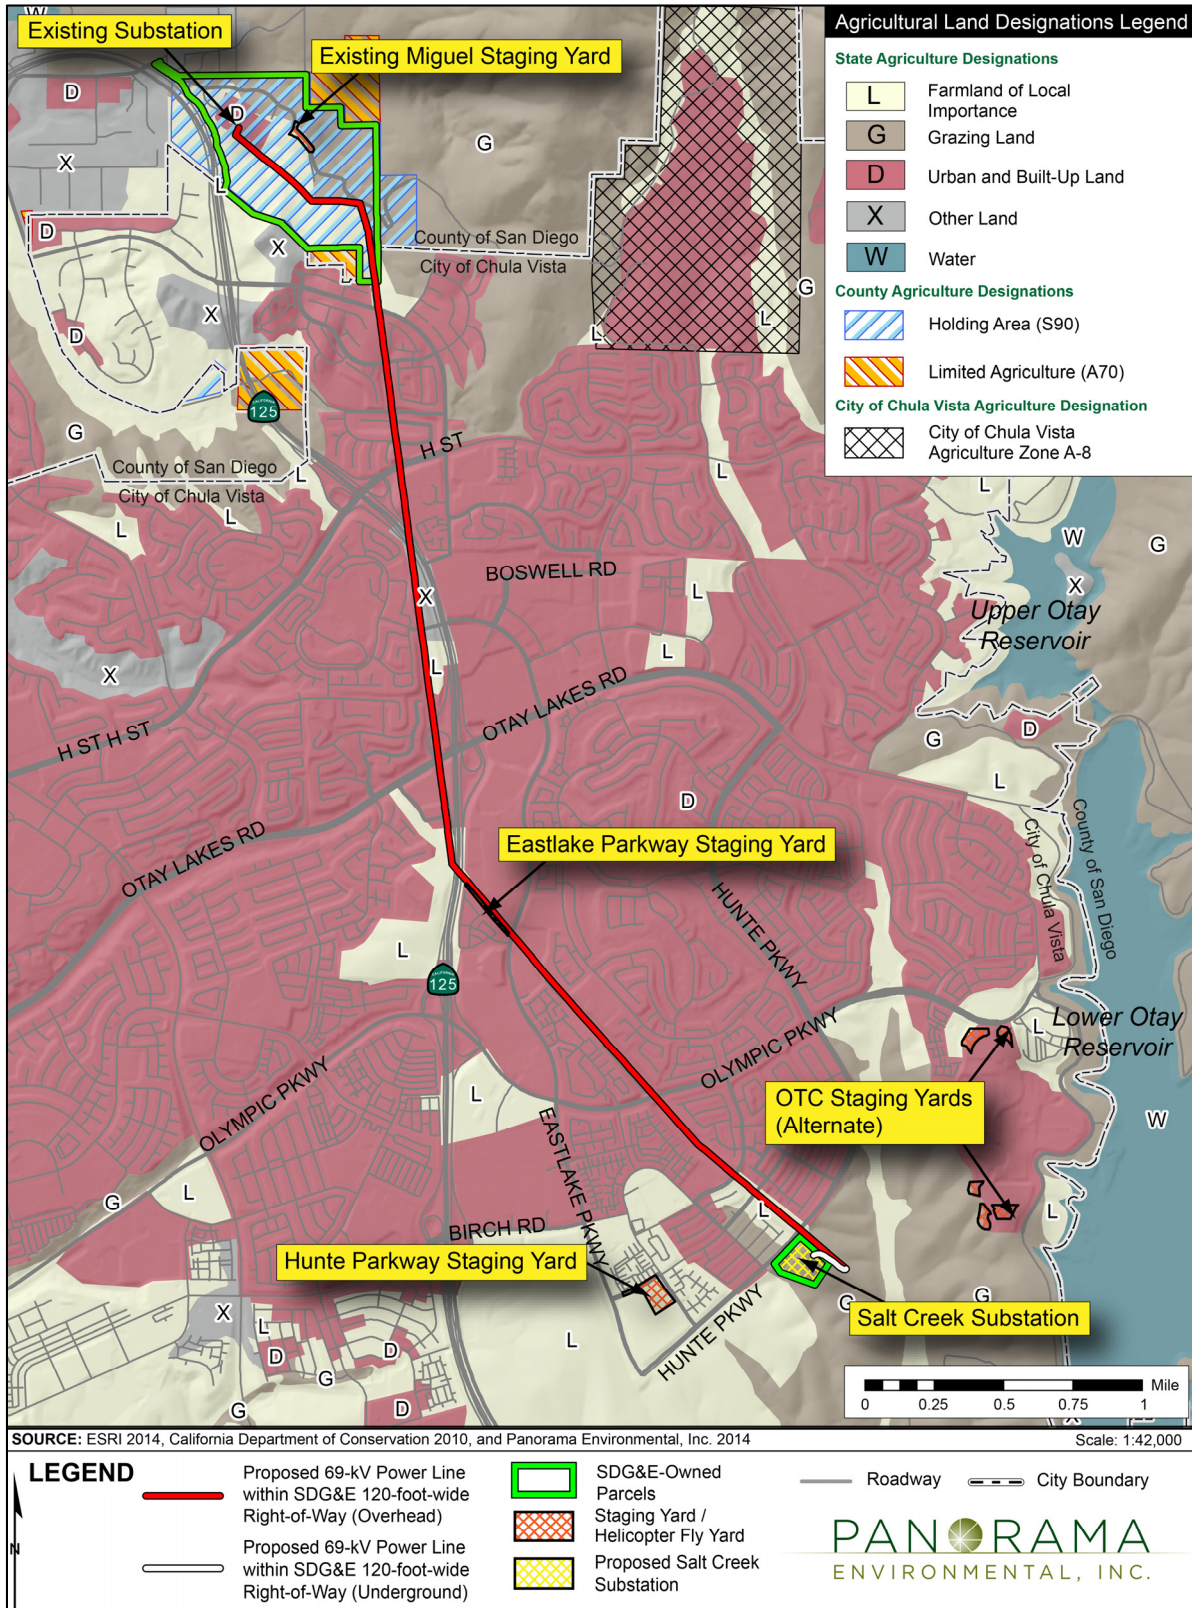 Existing Substation
Existing Miguel Staging Yard
Agricultural Land Designations Legend
State Agriculture Designations
L
Farmland of Local
Importance
G
Grazing Land
D
Urban and Built-Up Land
X
Other Land
W
Water
County Agriculture Designations
Holding Area (S90)
Limited Agriculture (A70)
City of Chula Vista Agriculture Designation
City of Chula Vista
Agriculture Zone A-8
W
D
D
X
G
L
D
X
County of San Diego
City of Chula Vista
G
X
D
L
L
CALIFORNIA
125
G
H ST
County of San Diego
City of Chula Vista
L
L
L
L
L
W
G
BOSWELL RD
X
X
L
Upper Otay
Reservoir
L
L
X
OTAY LAKES RD
H ST H ST
G
D
L
D
OTAY LAKES RD
Eastlake Parkway Staging Yard
City of Chula Vista
County of San Diego
HUNTE PKWY
L
CALIFORNIA
125
L
Lower Otay
Reservoir
OLYMPIC PKWY
OTC Staging Yards
(Alternate)
L
OLYMPIC PKWY
W
EASTLAKE PKWY
L
G
L
L
BIRCH RD
Hunte Parkway Staging Yard
G
G
Salt Creek Substation
X
L
L
HUNTE PKWY
D
D
G
D
G
Mile
0
0.25
0.5
0.75
1
SOURCE: ESRI 2014, California Department of Conservation 2010, and Panorama Environmental, Inc. 2014
Scale: 1:42,000
LEGEND
N
Proposed 69-kV Power Line
within SDG&E 120-foot-wide
Right-of-Way (Overhead)
Proposed 69-kV Power Line
within SDG&E 120-foot-wide
Right-of-Way (Underground)
SDG&E-Owned
Parcels
Staging Yard /
Helicopter Fly Yard
Proposed Salt Creek
Substation
Roadway
City Boundary
PANORAMA
ENVIRONMENTAL, INC.